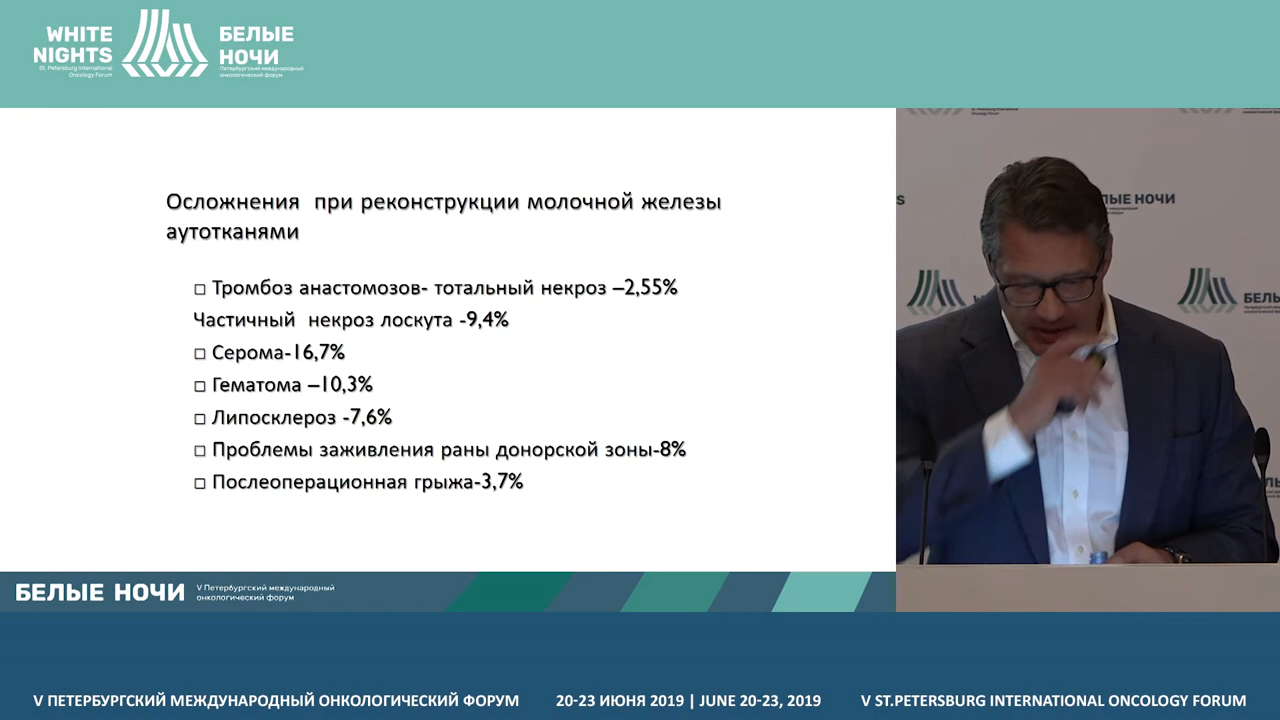 WHITE
NIGHTS
St. Petersburg International
Oncology Forum
БЕЛЫЕ
НОЧИ
Петербургский международный
онкологический форум
Осложнения при реконструкции молочной железы
аутотканями
□ Тромбоз анастомозов- тотальный некроз –2,55%
Частичный некроз лоскута -9,4%
□ Серома-16,7%
□ Гематома –10,3%
□ Липосклероз -7,6%
□ Проблемы заживления раны донорской зоны-8%
□ Послеоперационная грыжа-3,7%
БЕЛЫЕ НОЧИ
V Петербургский международный
онкологический форум
V ПЕТЕРБУРГСКИЙ МЕЖДУНАРОДНЫЙ ОНКОЛОГИЧЕСКИЙ ФОРУМ
20-23 ИЮНЯ 2019 | JUNE 20-23, 2019
V ST.PETERSBURG INTERNATIONAL ONCOLOGY FORUM